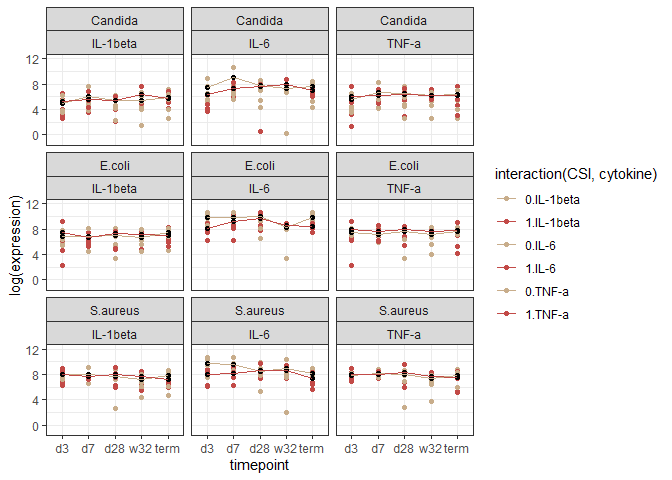 Candida
Candida
Candida
IL-1beta
IL-6
TNF-a
12
8
4
0
E.coli
E.coli
E.coli
IL-1beta
IL-6
TNF-a
12
8
4
0
S.aureus
S.aureus
S.aureus
IL-1beta
IL-6
TNF-a
12
8
4
0
log(expression)
d3 d7 d28 w32 term
d3 d7 d28 w32 term
d3 d7 d28 w32 term
timepoint
interaction(CSI, cytokine)
0.IL-1beta
1.IL-1beta
0.IL-6
1.IL-6
0.TNF-a
1.TNF-a